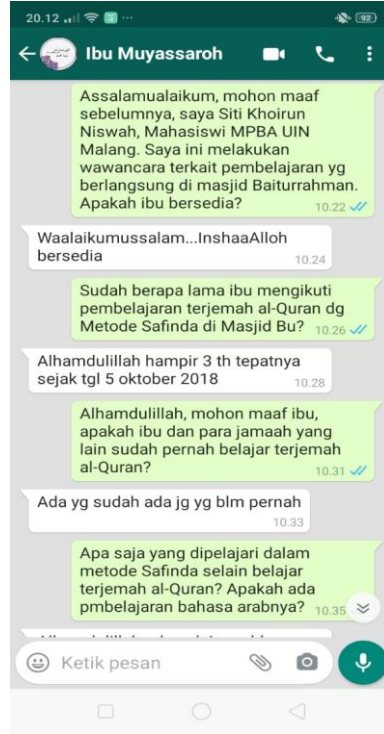 20.12
92
Ibu Muyassaroh
Assalamualaikum, mohon maaf
sebelumnya, saya Siti Khoirun
Niswah, Mahasiswi MPBA UIN
Malang. Saya ini melakukan
wawancara terkait pembelajaran yg
berlangsung di masjid Baiturrahman.
Apakah ibu bersedia? 10.22
Waalaikumussalam...InshaaAlloh
bersedia 10.24
Sudah berapa lama ibu mengikuti
pembelajaran terjemah al-Quran dg
Metode Safinda di Masjid Bu? 10.26
Alhamdulillah hampir 3 th tepatnya
sejak tgl 5 oktober 2018 10.28
Alhamdulillah, mohon maaf ibu,
apakah ibu dan para jamaah yang
lain sudah pernah belajar terjemah
al-Quran? 10.31
Ada yg sudah ada jg yg blm pernah
10.33
Apa saja yang dipelajari dalam
metode Safinda selain belajar
terjemah al-Quran? Apakah ada
pmbelajaran bahasa arabnya? 10.35
Ketik pesan